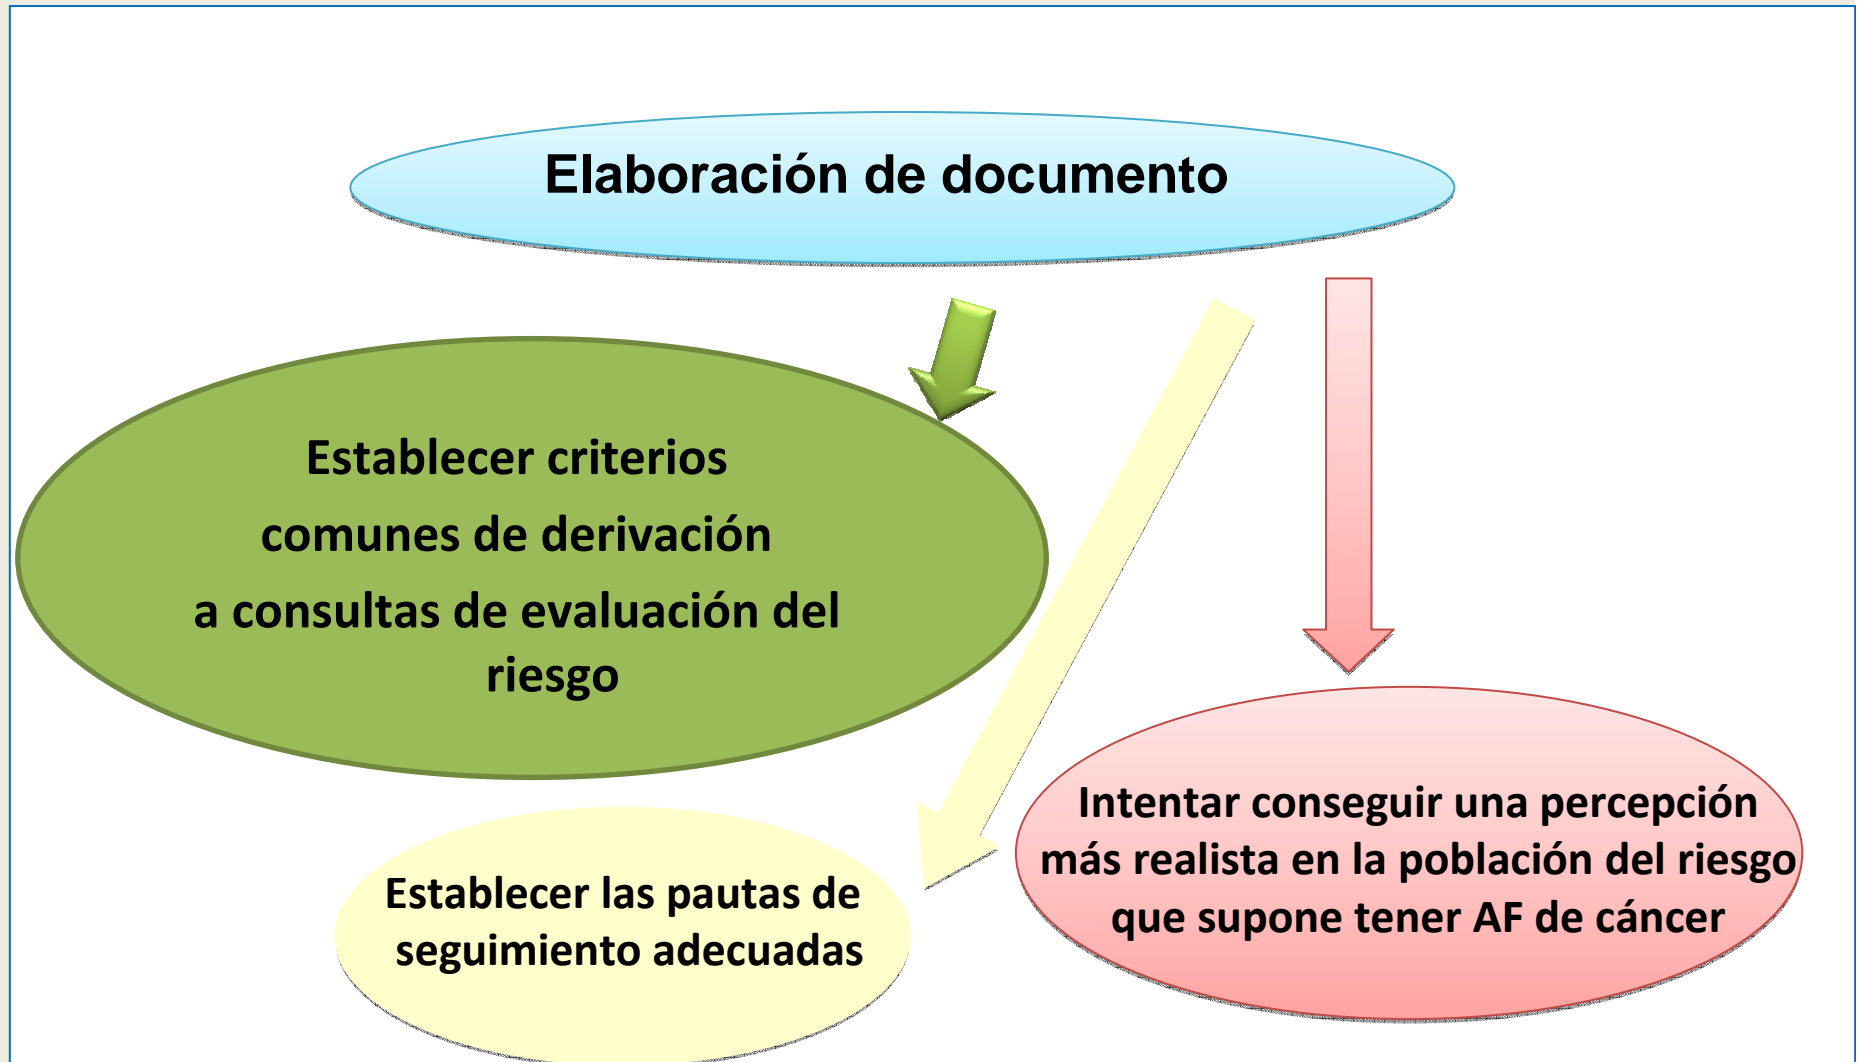 Elaboración de documento
Establecer criterios
comunes de derivación
a consultas de evaluación del
riesgo
Establecer las pautas de
seguimiento adecuadas
Intentar conseguir una percepción
más realista en la población del riesgo
que supone tener AF de cáncer